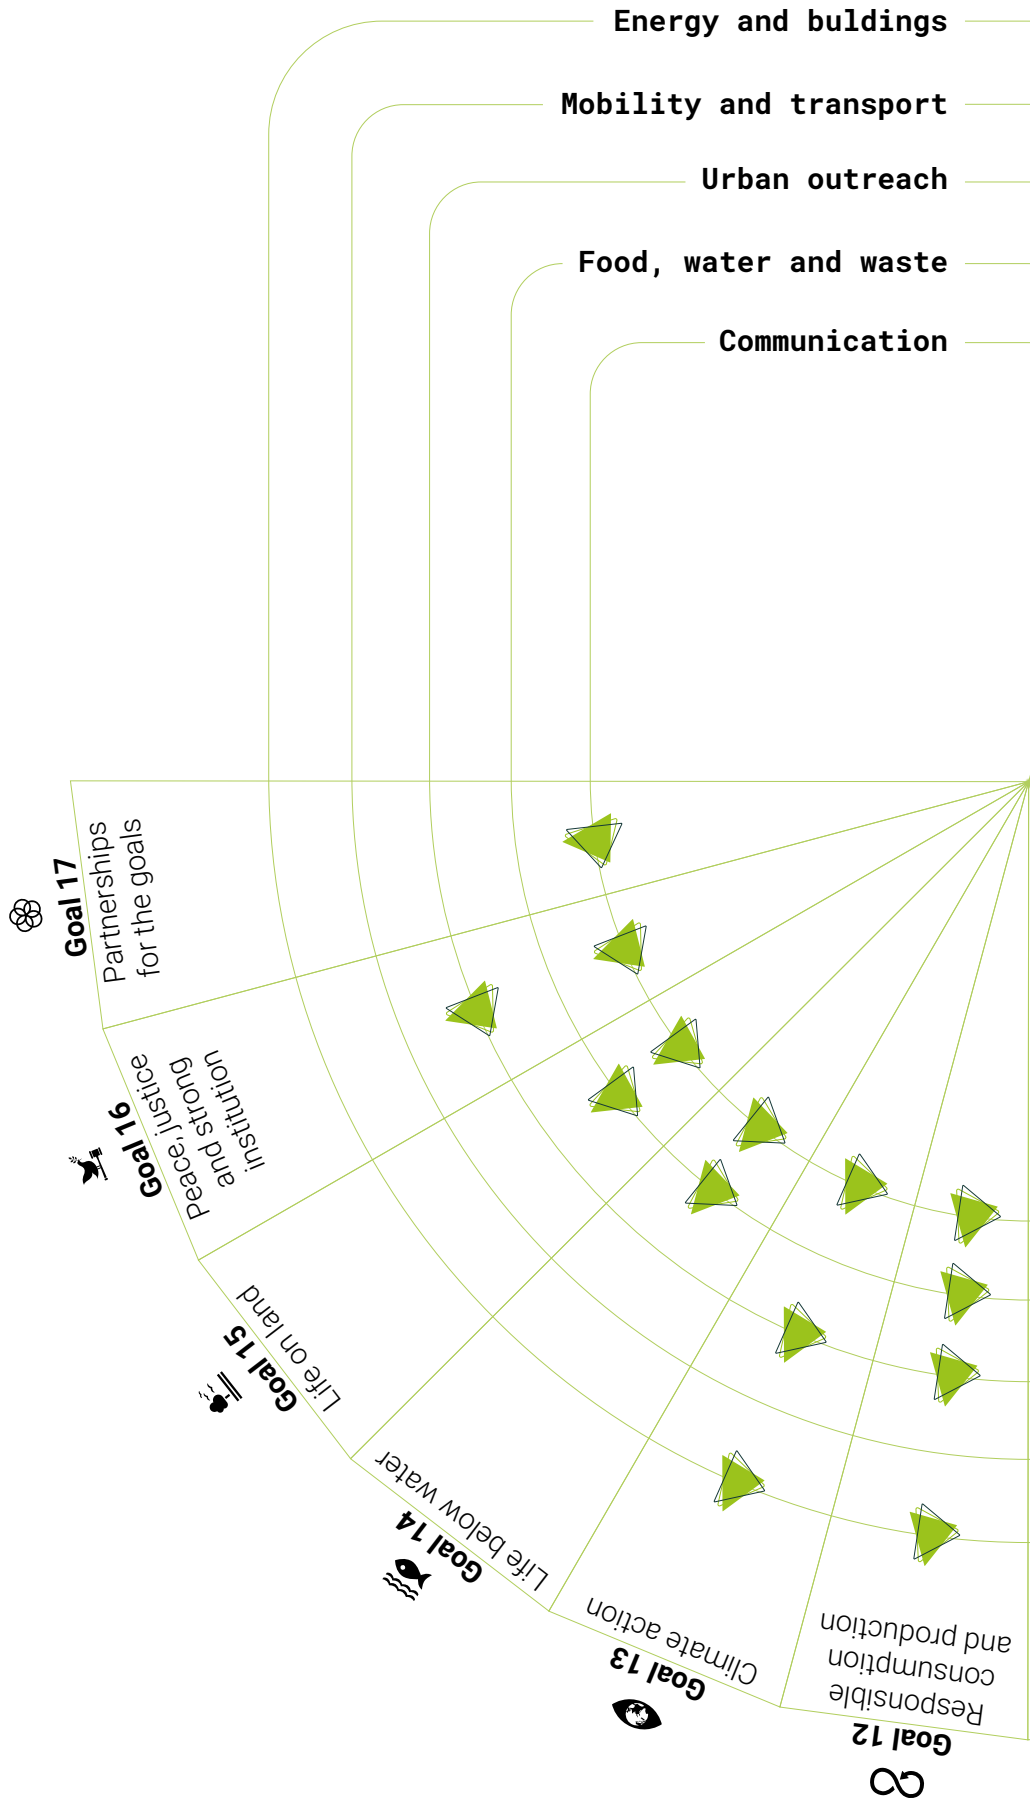 Energy and buldings
Mobility and transport
Urban outreach
Food, water and waste
Communication
Goal 17
Partnerships
for the goals
Goal 16
Peace, justice
and strong
institution
Goal 15
Life on land
Goal 14
Life below water
Goal 13
Climate action
Goal 12
Responsible
consumption
and production